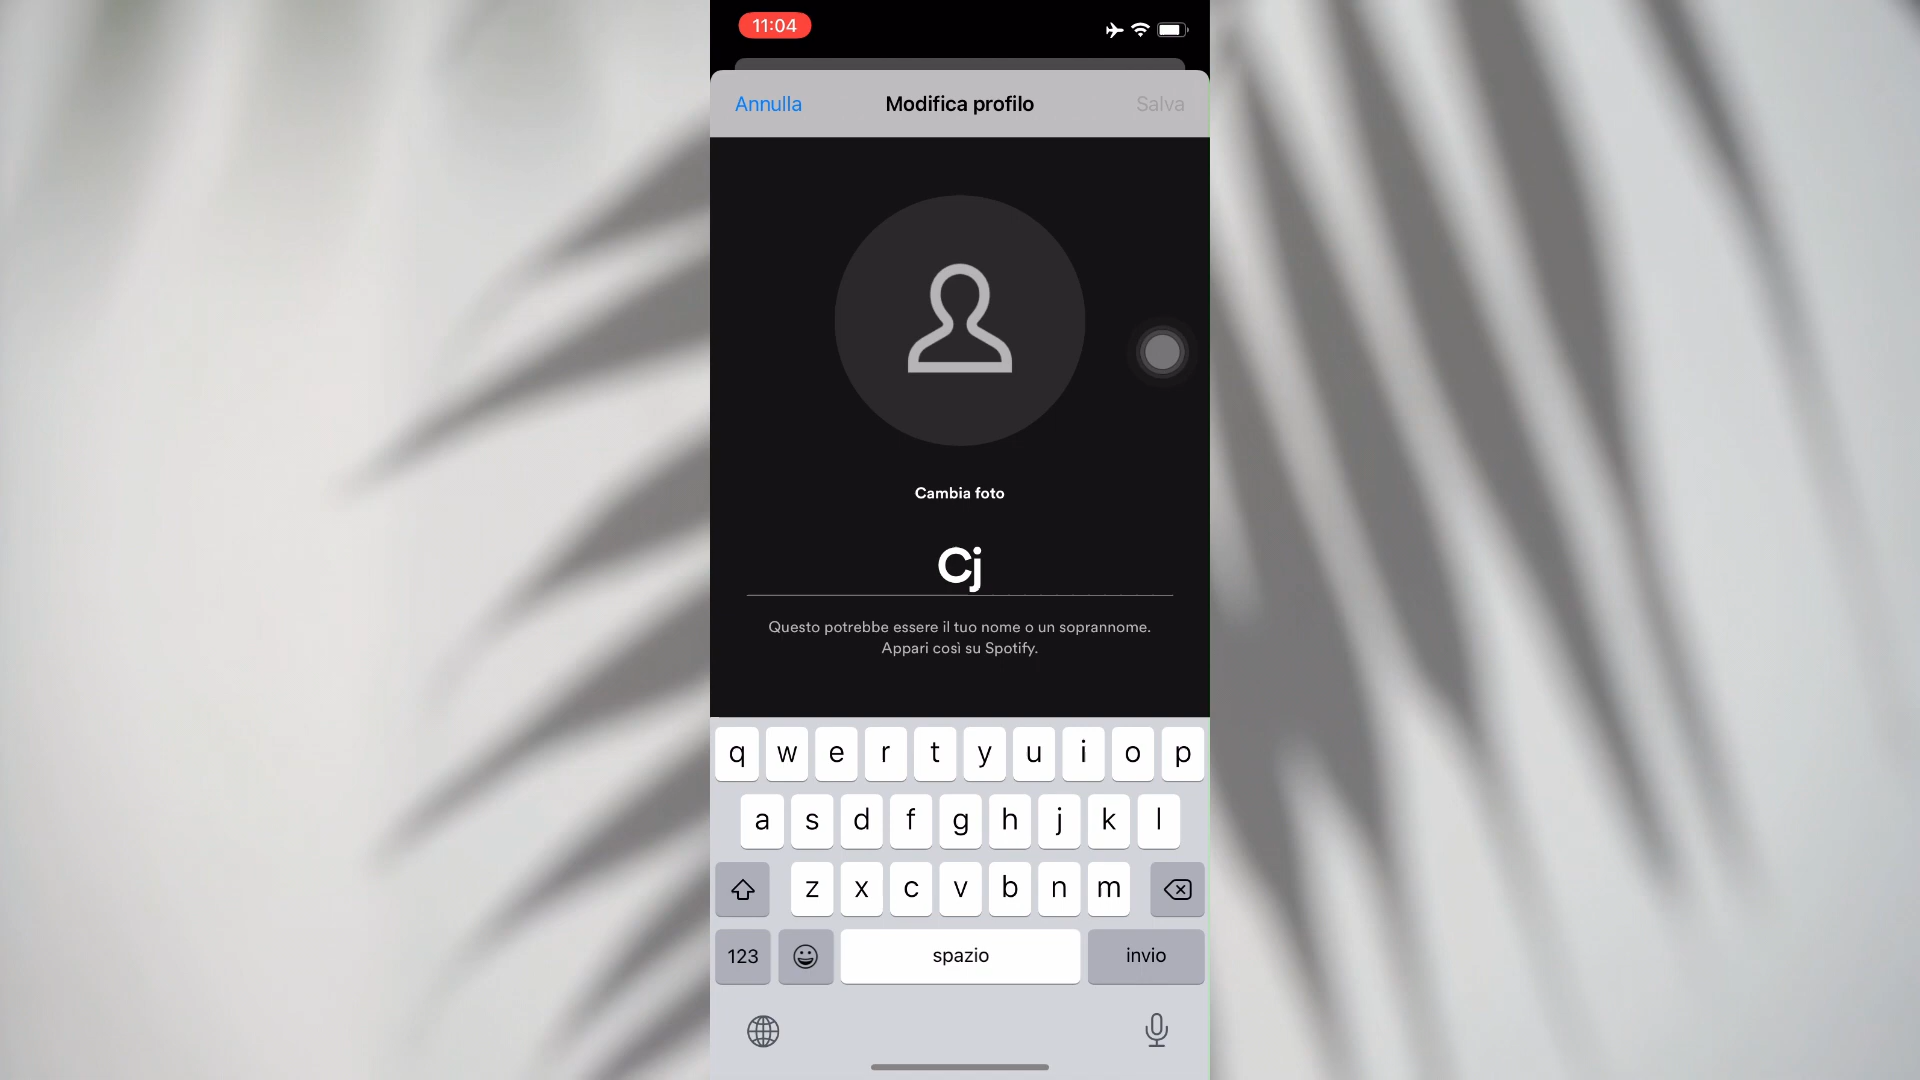 11:04
Annulla Modifica profilo Salva
Cambia foto
Cj
Questo potrebbe essere il tuo nome o un soprannome.
Appari così su Spotify.
q w e r t y u i o p
a s d f g h j k l
z x c v b n m
123 spazio invio